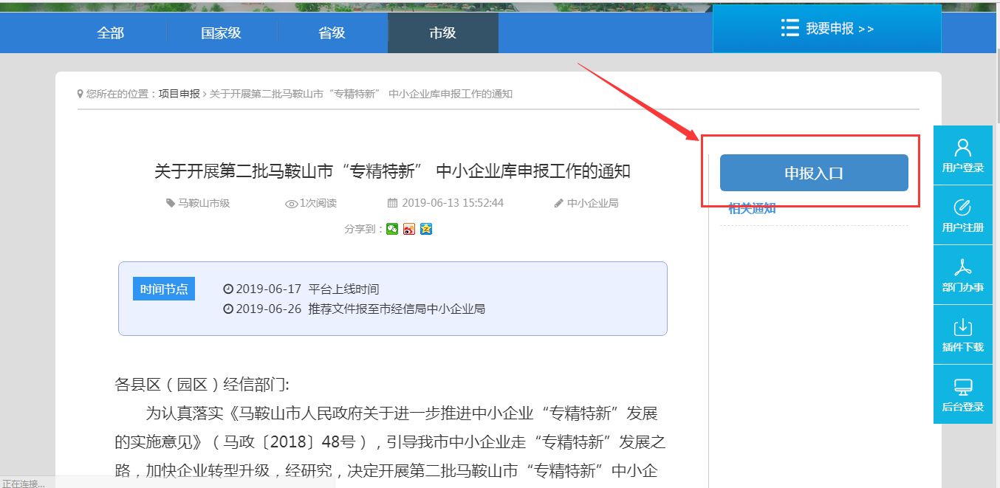 全部
国家级
省级
市级
我要申报 >>
您所在的位置：项目申报 > 关于开展第二批马鞍山市“专精特新” 中小企业库申报工作的通知
关于开展第二批马鞍山市“专精特新” 中小企业库申报工作的通知
马鞍山市级
1次阅读
2019-06-13 15:52:44
中小企业局
分享到：
时间节点
2019-06-17 平台上线时间
2019-06-26 推荐文件报至市经信局中小企业局
各县区（园区）经信部门:
为认真落实《马鞍山市人民政府关于进一步推进中小企业“专精特新”发展
的实施意见》（马政〔2018〕48号），引导我市中小企业走“专精特新”发展之
路，加快企业转型升级，经研究，决定开展第二批马鞍山市“专精特新”中小企
申报入口
相关通知
用户登录
用户注册
部门办事
插件下载
后台登录
正在连接...